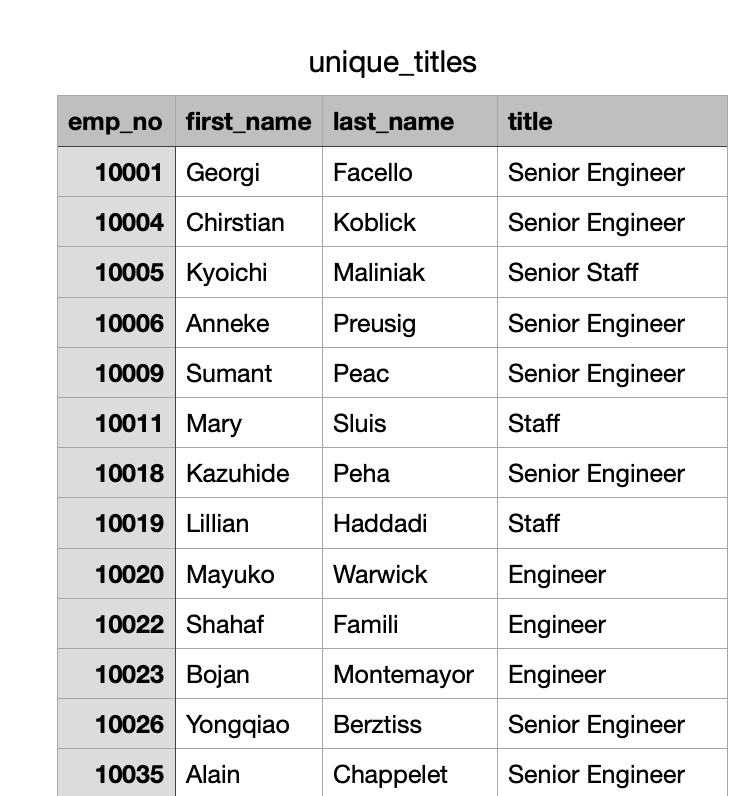 unique_titles
emp_no first_name last_name title
10001 Georgi Facello Senior Engineer
10004 Chirstian Koblick Senior Engineer
10005 Kyoichi Maliniak Senior Staff
10006 Anneke Preusig Senior Engineer
10009 Sumant Peac Senior Engineer
10011 Mary Sluis Staff
10018 Kazuhide Peha Senior Engineer
10019 Lillian Haddadi Staff
10020 Mayuko Warwick Engineer
10022 Shahaf Famili Engineer
10023 Bojan Montemayor Engineer
10026 Yongqiao Berztiss Senior Engineer
10035 Alain Chappelet Senior Engineer